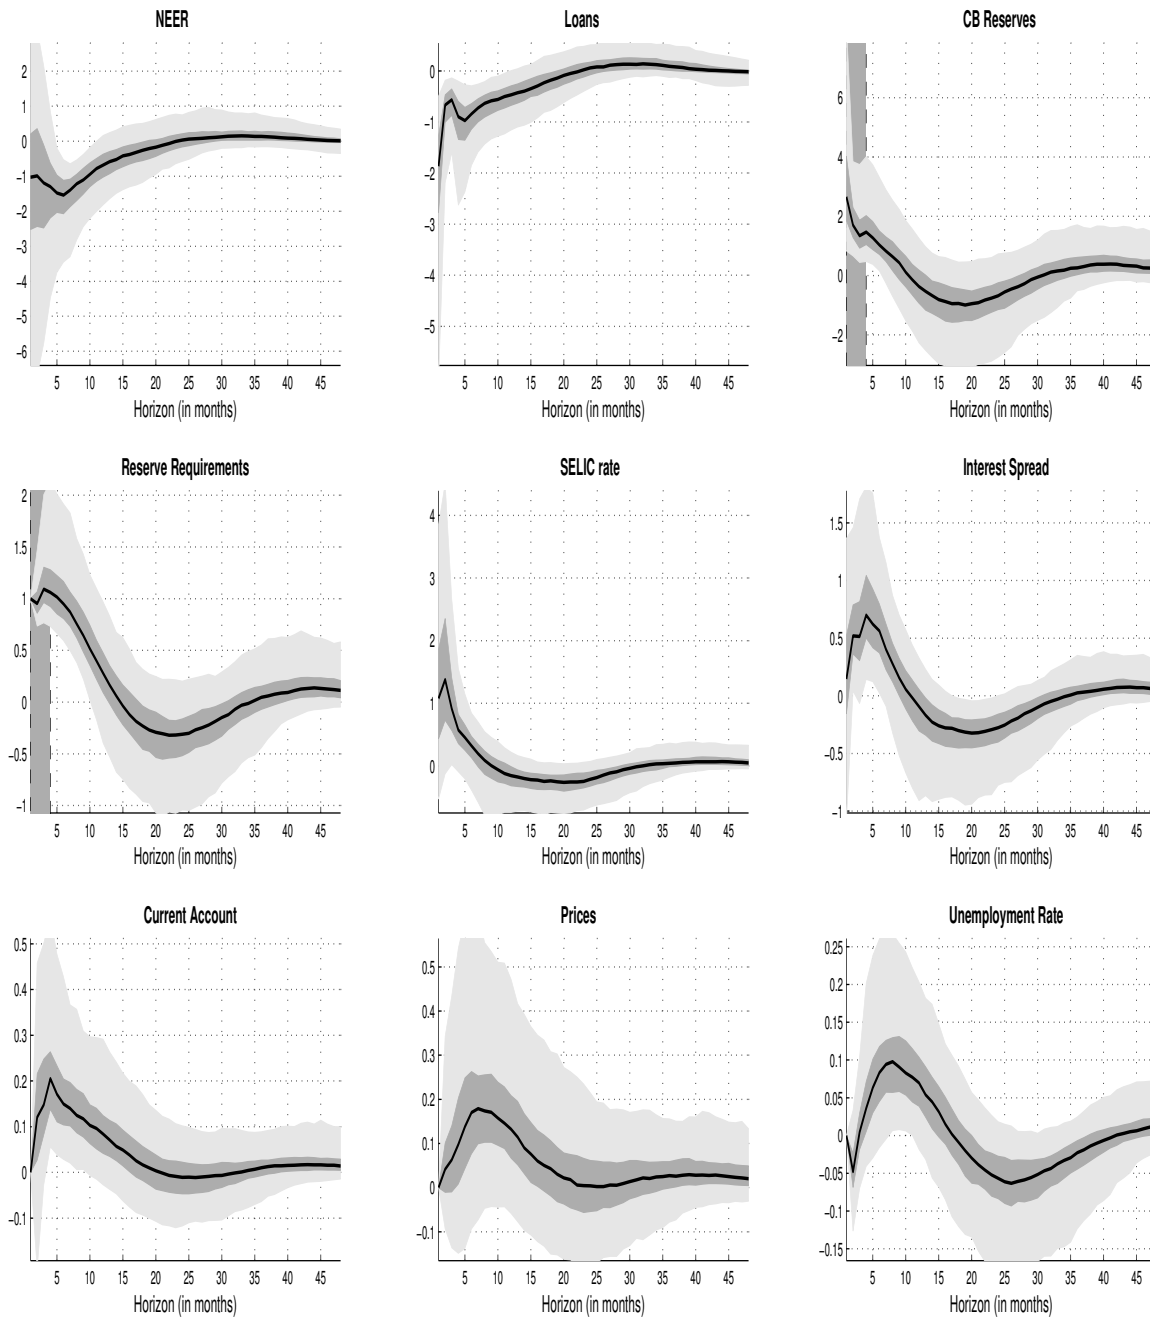 NEER
Loans
CB Reserves
2
1
0
−1
−2
−3
−4
−5
−6
5 10 15 20 25 30 35 40 45
Horizon (in months)
0
−1
−2
−3
−4
−5
5 10 15 20 25 30 35 40 45
Horizon (in months)
6
4
2
0
−2
5 10 15 20 25 30 35 40 45
Horizon (in months)
Reserve Requirements
SELIC rate
Interest Spread
2
1.5
1
0.5
0
−0.5
−1
5 10 15 20 25 30 35 40 45
Horizon (in months)
4
3
2
1
0
5 10 15 20 25 30 35 40 45
Horizon (in months)
1.5
1
0.5
0
−0.5
−1
5 10 15 20 25 30 35 40 45
Horizon (in months)
Current Account
Prices
Unemployment Rate
0.5
0.4
0.3
0.2
0.1
0
−0.1
5 10 15 20 25 30 35 40 45
Horizon (in months)
0.5
0.4
0.3
0.2
0.1
0
−0.1
5 10 15 20 25 30 35 40 45
Horizon (in months)
0.25
0.2
0.15
0.1
0.05
0
−0.05
−0.1
−0.15
5 10 15 20 25 30 35 40 45
Horizon (in months)